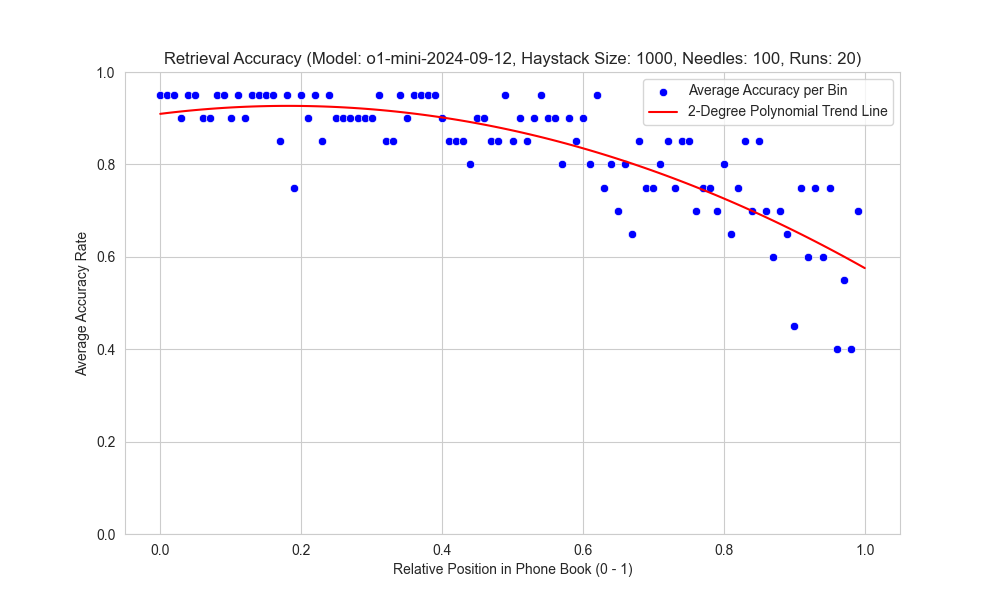 Retrieval Accuracy (Model: o1-mini-2024-09-12, Haystack Size: 1000, Needles: 100, Runs: 20)
Average Accuracy per Bin
2-Degree Polynomial Trend Line
Average Accuracy Rate
1.0
0.8
0.6
0.4
0.2
0.0
0.0 0.2 0.4 0.6 0.8 1.0
Relative Position in Phone Book (0 - 1)